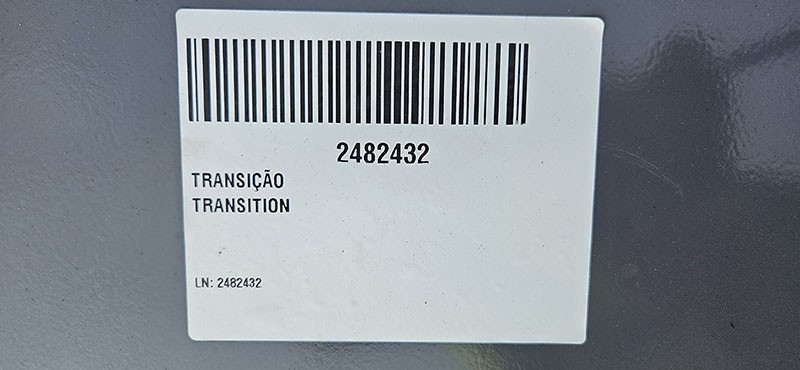 2482432
TRANSIÇÃO
TRANSITION
LN: 2482432